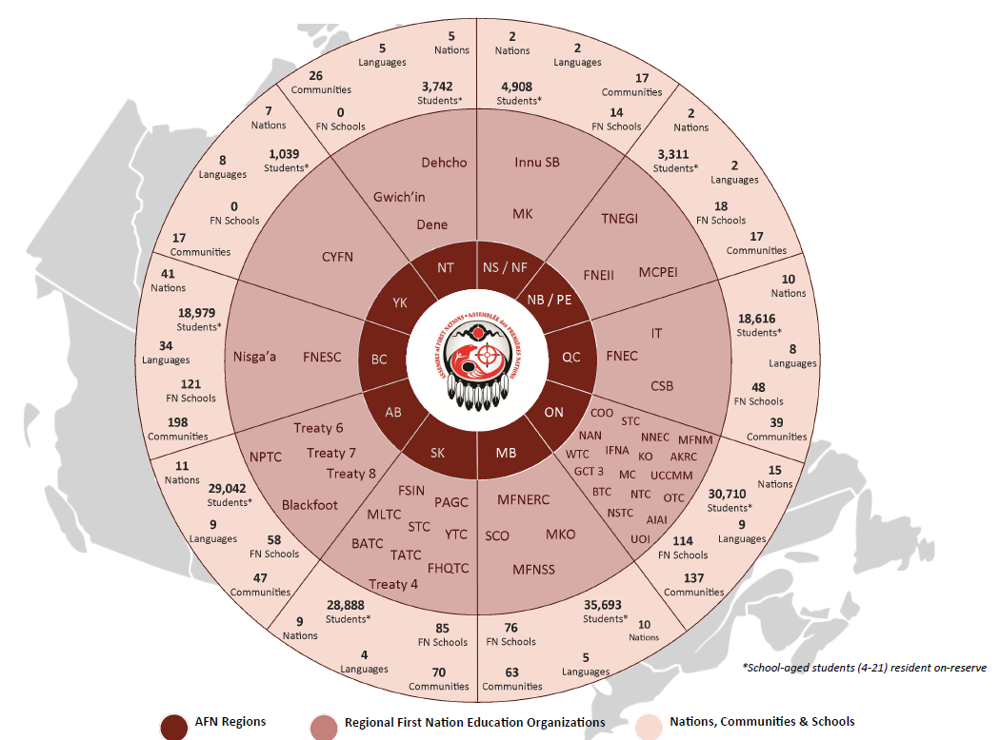 5
Nations
5
Languages
26
Communities
3,742
Students*
0
FN Schools
2
Nations
2
Languages
17
Communities
4,908
Students*
14
FN Schools
2
Nations
3,311
Students*
2
Languages
18
FN Schools
17
Communities
10
Nations
18,616
Students*
8
Languages
48
FN Schools
39
Communities
15
Nations
30,710
Students*
9
Languages
114
FN Schools
137
Communities
35,693
Students*
10
Nations
76
FN Schools
5
Languages
63
Communities
28,888
Students*
9
Nations
85
FN Schools
4
Languages
70
Communities
11
Nations
29,042
Students*
9
Languages
58
FN Schools
47
Communities
41
Nations
18,979
Students*
34
Languages
121
FN Schools
198
Communities
7
Nations
1,039
Students*
8
Languages
0
FN Schools
17
Communities
Dehcho
Gwich'in
Dene
Innu SB
MK
TNEGI
FNEII
MCPEI
IT
FNEC
CSB
COO
STC
NAN
NNEC
MFNM
WTC
IFNA
KO
AKRC
GCT 3
MC
UCCMM
BTC
NTC
OTC
NSTC
AIAI
UOI
MFNERC
SCO
MKO
MFNSS
FSIN
PAGC
MLTC
STC
YTC
BATC
TATC
FHQTC
Treaty 4
Treaty 6
NPTC
Treaty 7
Treaty 8
Blackfoot
Nisga'a
FNESC
CYFN
NT
NS / NF
NB / PE
QC
ON
MB
SK
AB
BC
YK
ASSEMBLY of FIRST NATIONS • ASSEMBLÉE des PREMIÈRES NATIONS
*School-aged students (4-21) resident on-reserve
AFN Regions
Regional First Nation Education Organizations
Nations, Communities & Schools